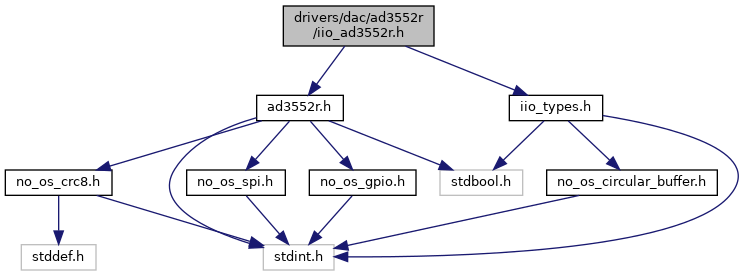 drivers/dac/ad3552r
/iio_ad3552r.h
ad3552r.h
iio_types.h
no_os_crc8.h
no_os_spi.h
no_os_gpio.h
stdbool.h
no_os_circular_buffer.h
stddef.h
stdint.h